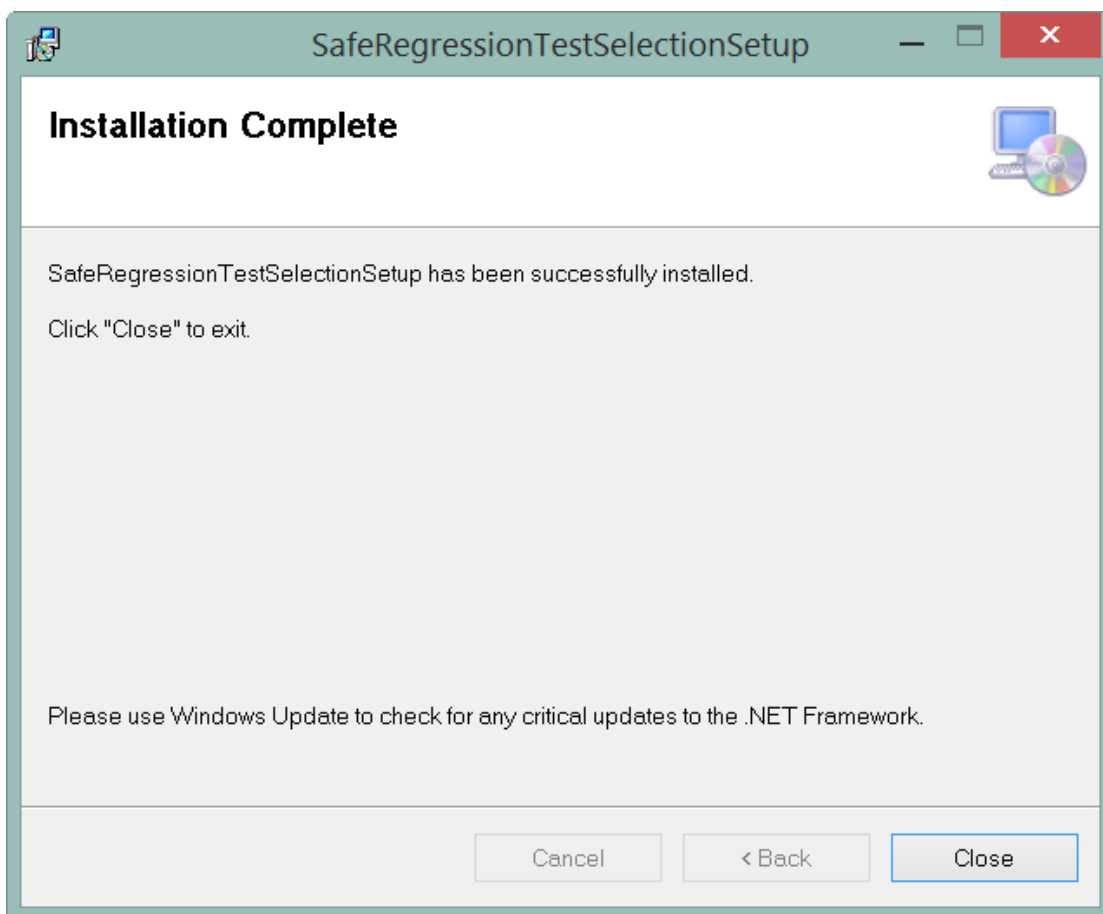 SafeRegressionTestSelectionSetup
Installation Complete
SafeRegressionTestSelectionSetup has been successfully installed.
Click "Close" to exit.
Please use Windows Update to check for any critical updates to the .NET Framework.
Cancel
< Back
Close